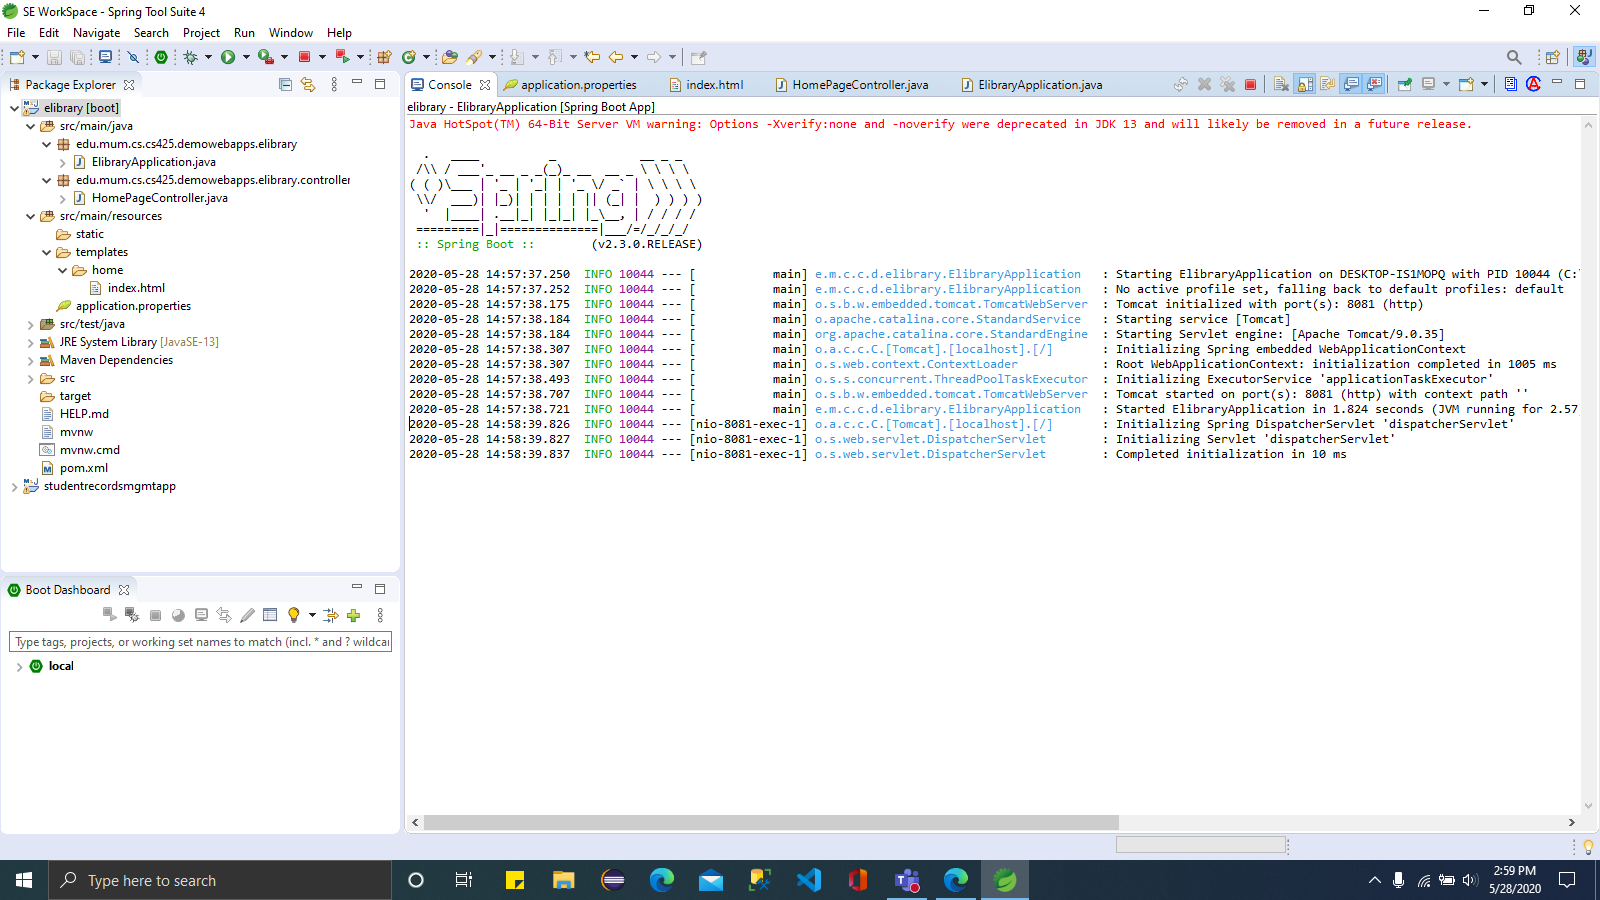 SE WorkSpace - Spring Tool Suite 4
File Edit Navigate Search Project Run Window Help
Package Explorer
elibrary [boot]
src/main/java
edu.mum.cs.cs425.demowebapps.elibrary
ElibraryApplication.java
edu.mum.cs.cs425.demowebapps.elibrary.controller
HomePageController.java
src/main/resources
static
templates
home
index.html
application.properties
src/test/java
JRE System Library [JavaSE-13]
Maven Dependencies
src
target
HELP.md
mvnw
mvnw.cmd
pom.xml
studentrecordsmgmtapp
Boot Dashboard
Type tags, projects, or working set names to match (incl. * and ? wildca
local
Console application.properties index.html HomePageController.java ElibraryApplication.java
elibrary - ElibraryApplication [Spring Boot App]
Java HotSpot(TM) 64-Bit Server VM warning: Options -Xverify:none and -noverify were deprecated in JDK 13 and will likely be removed in a future release.
Spring
:: Spring Boot :: (v2.3.0.RELEASE)
2020-05-28 14:57:37.250 INFO 10044 --- [ main] e.m.c.c.d.elibrary.ElibraryApplication : Starting ElibraryApplication on DESKTOP-IS1MOPQ with PID 10044 (C:
2020-05-28 14:57:37.252 INFO 10044 --- [ main] e.m.c.c.d.elibrary.ElibraryApplication : No active profile set, falling back to default profiles: default
2020-05-28 14:57:38.175 INFO 10044 --- [ main] o.s.b.w.embedded.tomcat.TomcatWebServer : Tomcat initialized with port(s): 8081 (http)
2020-05-28 14:57:38.184 INFO 10044 --- [ main] o.apache.catalina.core.StandardService : Starting service [Tomcat]
2020-05-28 14:57:38.184 INFO 10044 --- [ main] org.apache.catalina.core.StandardEngine : Starting Servlet engine: [Apache Tomcat/9.0.35]
2020-05-28 14:57:38.307 INFO 10044 --- [ main] o.a.c.c.C.[Tomcat].[localhost].[/] : Initializing Spring embedded WebApplicationContext
2020-05-28 14:57:38.307 INFO 10044 --- [ main] o.s.web.context.ContextLoader : Root WebApplicationContext: initialization completed in 1005 ms
2020-05-28 14:57:38.493 INFO 10044 --- [ main] o.s.s.concurrent.ThreadPoolTaskExecutor : Initializing ExecutorService 'applicationTaskExecutor'
2020-05-28 14:57:38.707 INFO 10044 --- [ main] o.s.b.w.embedded.tomcat.TomcatWebServer : Tomcat started on port(s): 8081 (http) with context path ''
2020-05-28 14:57:38.721 INFO 10044 --- [ main] e.m.c.c.d.elibrary.ElibraryApplication : Started ElibraryApplication in 1.824 seconds (JVM running for 2.57
2020-05-28 14:58:39.826 INFO 10044 --- [nio-8081-exec-1] o.a.c.c.C.[Tomcat].[localhost].[/] : Initializing Spring DispatcherServlet 'dispatcherServlet'
2020-05-28 14:58:39.827 INFO 10044 --- [nio-8081-exec-1] o.s.web.servlet.DispatcherServlet : Initializing Servlet 'dispatcherServlet'
2020-05-28 14:58:39.837 INFO 10044 --- [nio-8081-exec-1] o.s.web.servlet.DispatcherServlet : Completed initialization in 10 ms
Type here to search
2:59 PM
5/28/2020